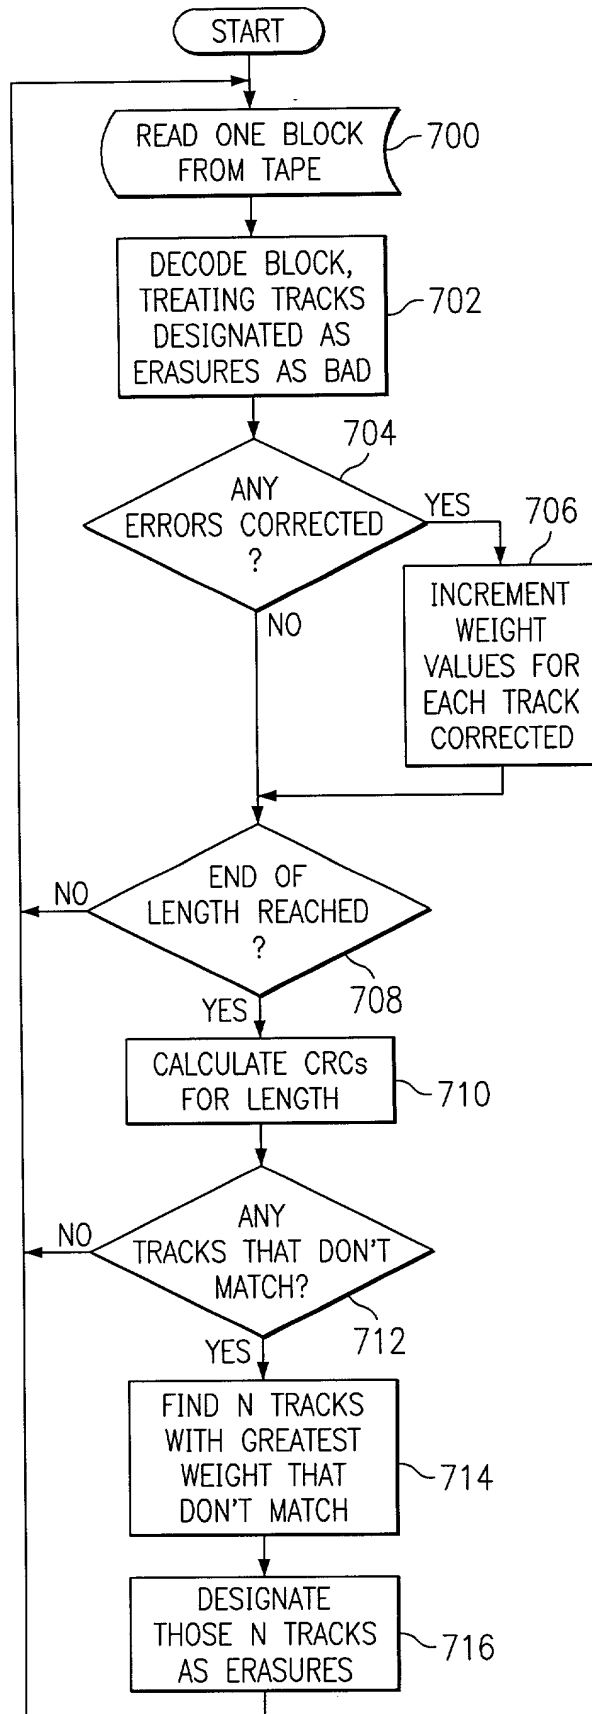 START
READ ONE BLOCK
FROM TAPE
700
DECODE BLOCK,
TREATING TRACKS
DESIGNATED AS
ERASURES AS BAD
702
704
ANY
ERRORS CORRECTED
?
YES
NO
706
INCREMENT
WEIGHT
VALUES FOR
EACH TRACK
CORRECTED
END OF
LENGTH REACHED
?
NO
708
YES
CALCULATE CRCs
FOR LENGTH
710
ANY
TRACKS THAT DON'T
MATCH?
NO
712
YES
FIND N TRACKS
WITH GREATEST
WEIGHT THAT
DON'T MATCH
714
DESIGNATE
THOSE N TRACKS
AS ERASURES
716